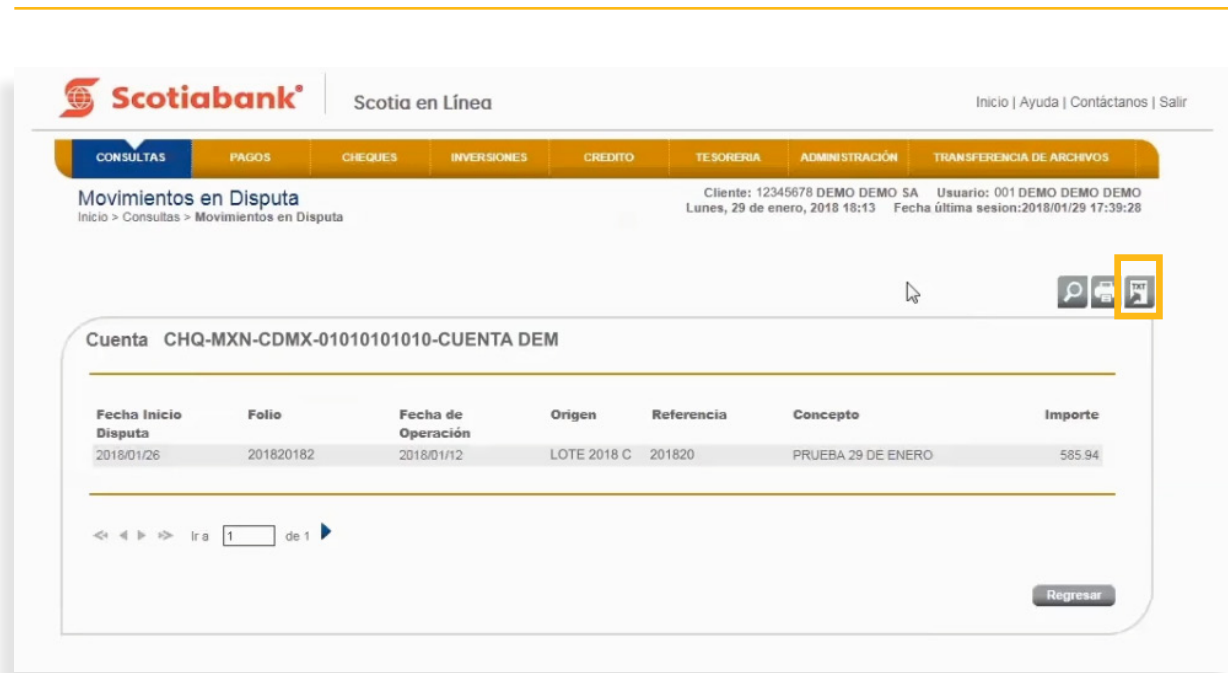 Scotiabank®
Scotia en Línea
Inicio | Ayuda | Contáctanos | Salir
CONSULTAS PAGOS CHEQUES INVERSIONES CREDITO TESORERIA ADMINISTRACIÓN TRANSFERENCIA DE ARCHIVOS
Movimientos en Disputa
Cliente: 12345678 DEMO DEMO SA Usuario: 001 DEMO DEMO DEMO
Inicio > Consultas > Movimientos en Disputa
Lunes, 29 de enero, 2018 18:13 Fecha última sesion:2018/01/29 17:39:28
TXT
Cuenta CHQ-MXN-CDMX-01010101010-CUENTA DEM
Fecha Inicio Disputa Folio Fecha de Operación Origen Referencia Concepto Importe
2018/01/26 201820182 2018/01/12 LOTE 2018 C 201820 PRUEBA 29 DE ENERO 585.94
Ir a 1 de 1
Regresar